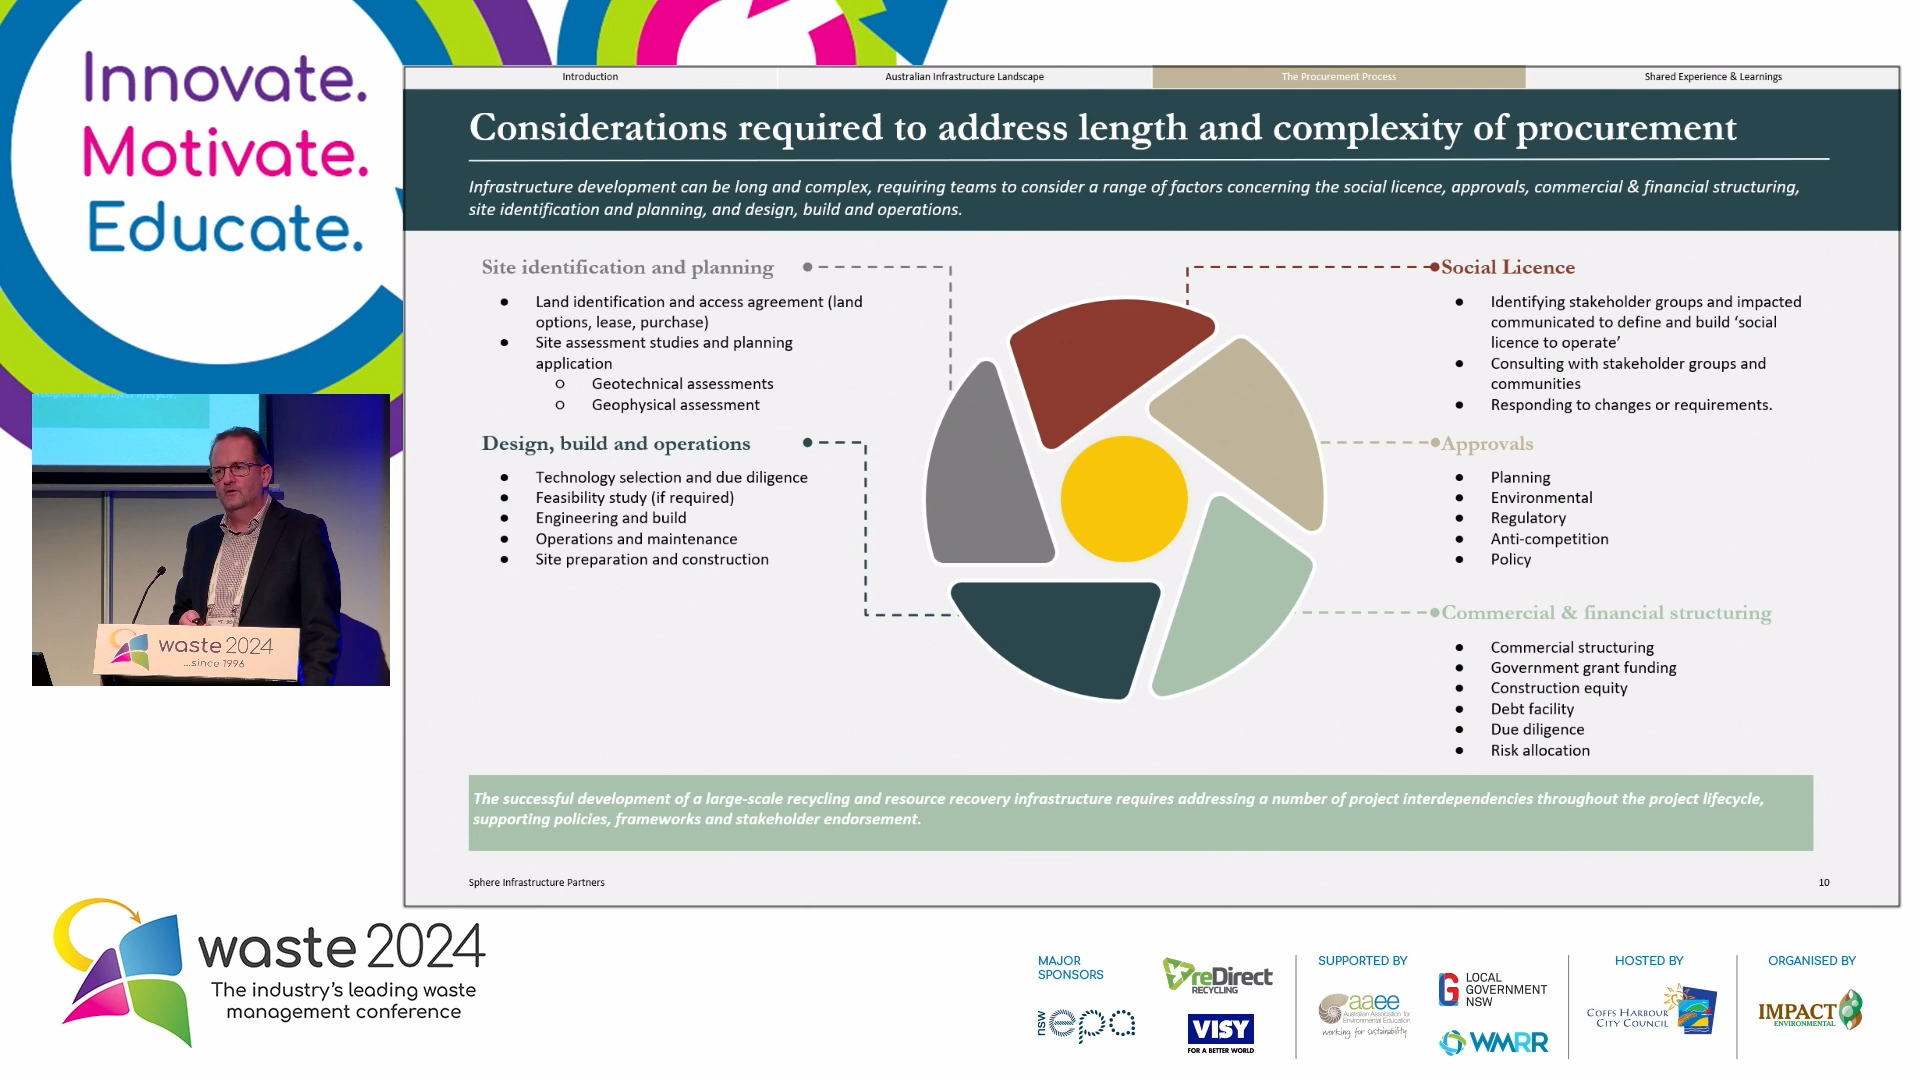 Innovate.
Motivate.
Educate.
Introduction
Australian Infrastructure Landscape
The Procurement Process
Shared Experience & Learnings
Considerations required to address length and complexity of procurement
Infrastructure development can be long and complex, requiring teams to consider a range of factors concerning the social licence, approvals, commercial & financial structuring,
site identification and planning, and design, build and operations.
Site identification and planning
● Land identification and access agreement (land
options, lease, purchase)
● Site assessment studies and planning
application
o Geotechnical assessments
o Geophysical assessment
Design, build and operations
● Technology selection and due diligence
● Feasibility study (if required)
● Engineering and build
● Operations and maintenance
● Site preparation and construction
Social Licence
● Identifying stakeholder groups and impacted
communicated to define and build ‘social
licence to operate’
● Consulting with stakeholder groups and
communities
● Responding to changes or requirements.
Approvals
● Planning
● Environmental
● Regulatory
● Anti-competition
● Policy
Commercial & financial structuring
● Commercial structuring
● Government grant funding
● Construction equity
● Debt facility
● Due diligence
● Risk allocation
The successful development of a large-scale recycling and resource recovery infrastructure requires addressing a number of project interdependencies throughout the project lifecycle,
supporting policies, frameworks and stakeholder endorsement.
Sphere Infrastructure Partners
10
throughout the project lifecycle,
waste 2024
...since 1996
waste 2024
The industry's leading waste
management conference
MAJOR
SPONSORS
reDirect
RECYCLING
nsw epa
VISY
FOR A BETTER WORLD
SUPPORTED BY
aaee
Australian Association for
Environmental Education
working for sustainability
LOCAL
GOVERNMENT
NSW
WMRR
HOSTED BY
COFFS HARBOUR
CITY COUNCIL
ORGANISED BY
IMPACT
ENVIRONMENTAL